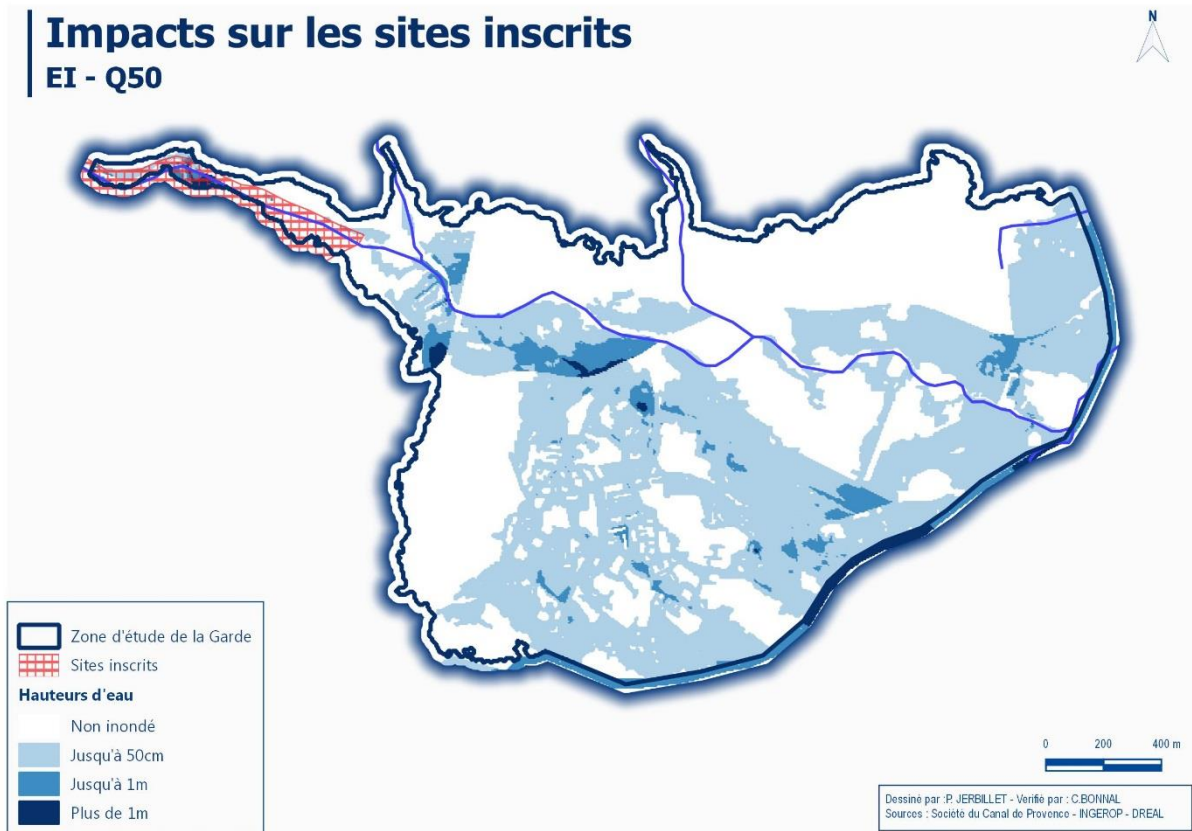 Impacts sur les sites inscrits
EI - Q50
N
Zone d'étude de la Garde
Sites inscrits
Hauteurs d'eau
Non inondé
Jusqu'à 50cm
Jusqu'à 1m
Plus de 1m
0 200 400 m
Dessiné par :P. JERBILLET - Verifié par : C.BONNAL
Sources : Société du Canal de Provence - INGEROP - DREAL